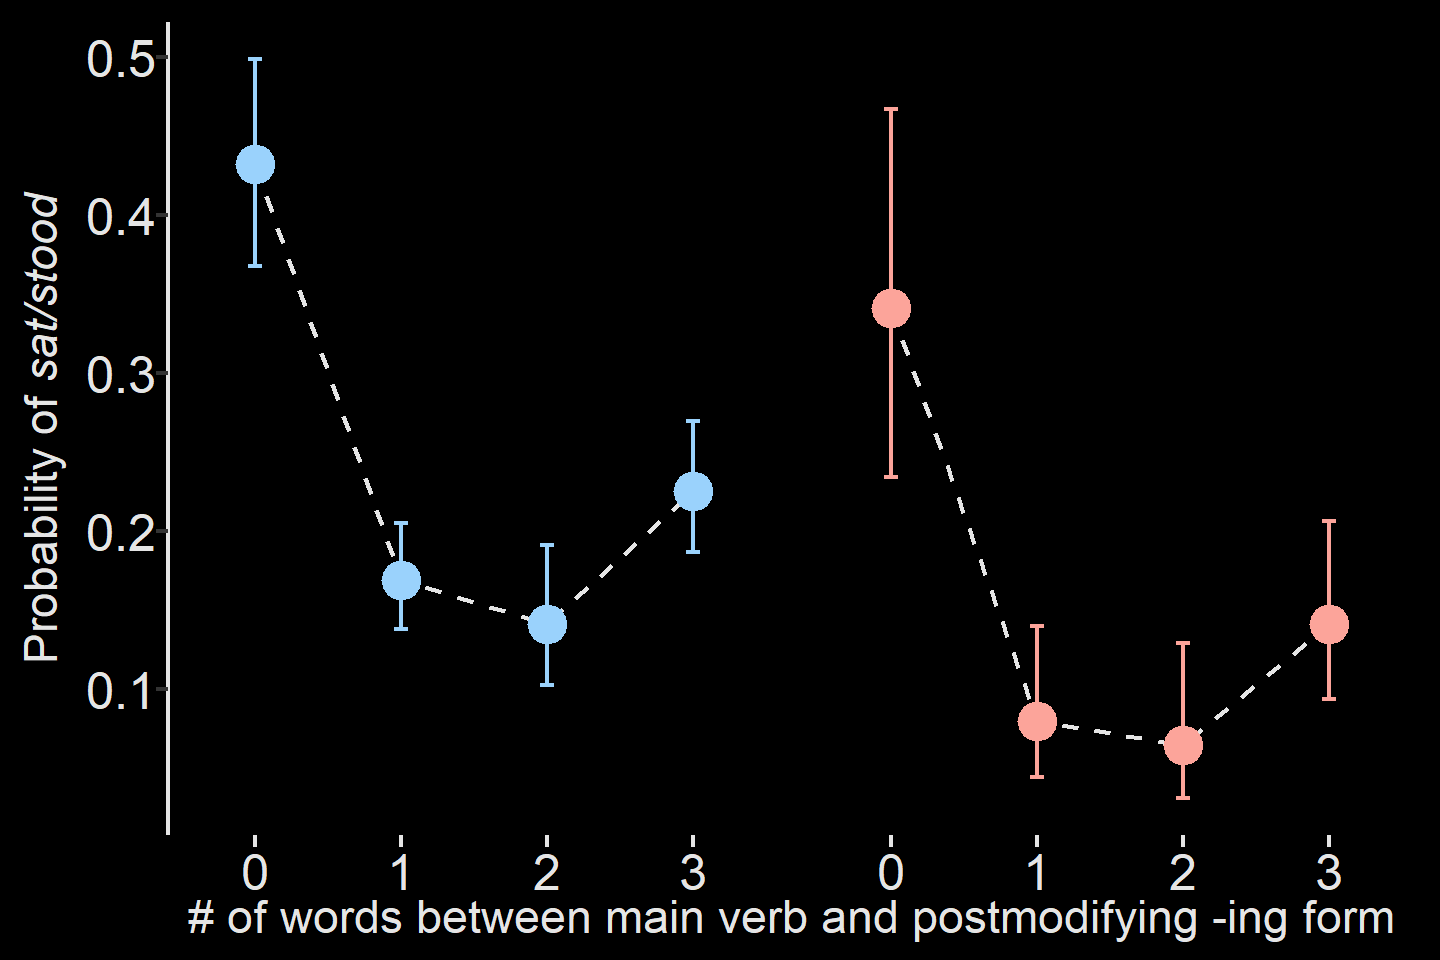 Probability of sat/stood
0.5
0.4
0.3
0.2
0.1
0 1 2 3 0 1 2 3
# of words between main verb and postmodifying -ing form